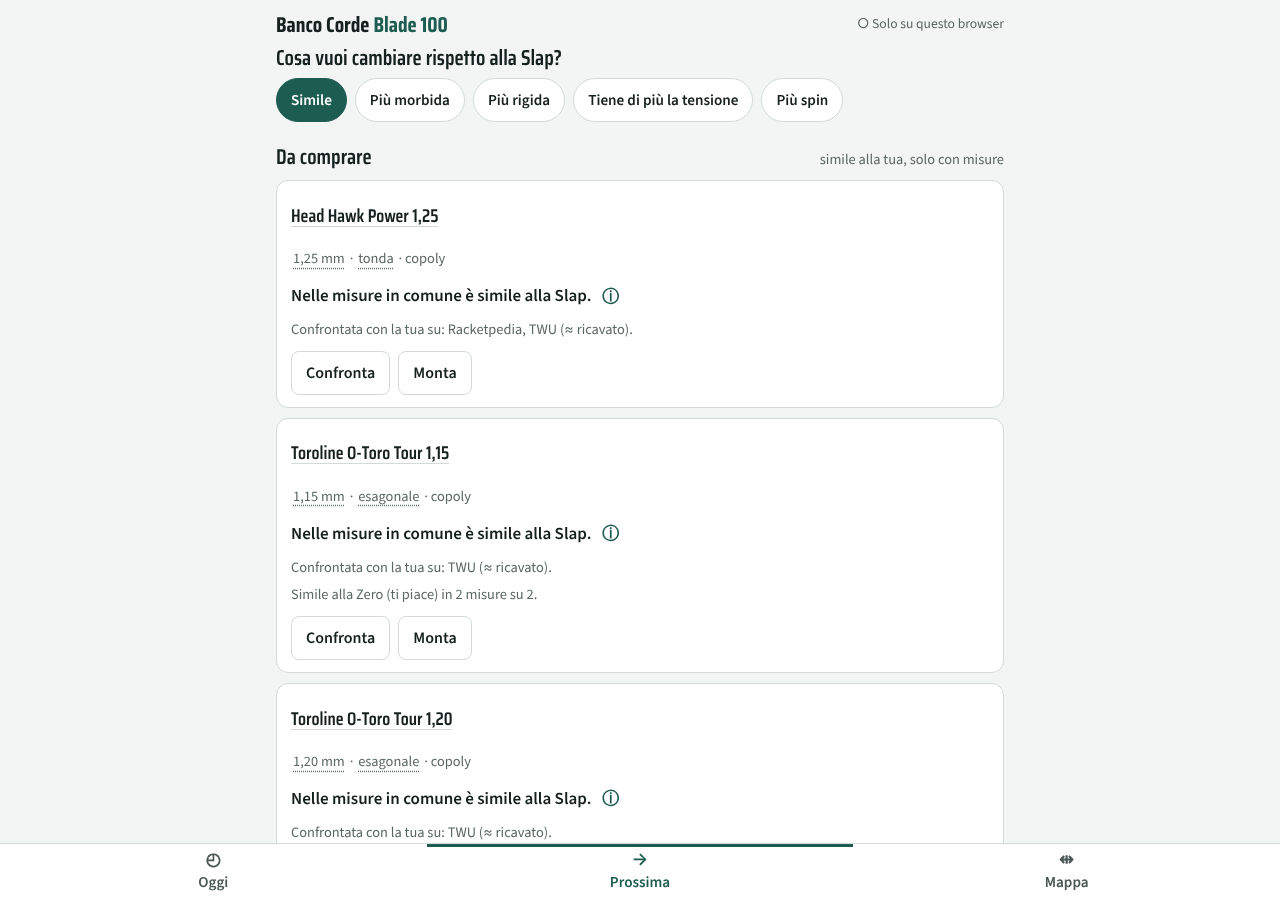 Banco Corde Blade 100
Solo su questo browser
Cosa vuoi cambiare rispetto alla Slap?
Simile
Più morbida
Più rigida
Tiene di più la tensione
Più spin
Da comprare
simile alla tua, solo con misure
Head Hawk Power 1,25
1,25 mm · tonda · copoly
Nelle misure in comune è simile alla Slap. ⓘ
Confrontata con la tua su: Racketpedia, TWU (≈ ricavato).
Confronta
Monta
Toroline O-Toro Tour 1,15
1,15 mm · esagonale · copoly
Nelle misure in comune è simile alla Slap. ⓘ
Confrontata con la tua su: TWU (≈ ricavato).
Simile alla Zero (ti piace) in 2 misure su 2.
Confronta
Monta
Toroline O-Toro Tour 1,20
1,20 mm · esagonale · copoly
Nelle misure in comune è simile alla Slap. ⓘ
Confrontata con la tua su: TWU (≈ ricavato).
Oggi
Prossima
Mappa